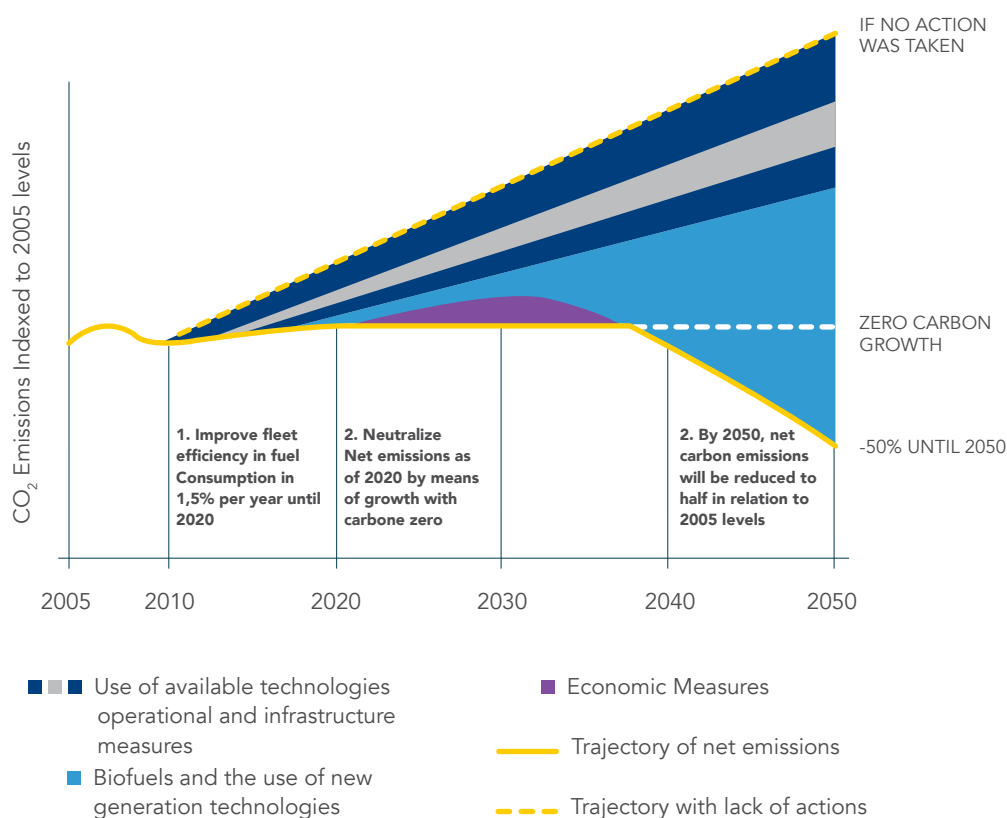 IF NO ACTION
WAS TAKEN
CO₂ Emissions Indexed to 2005 levels
ZERO CARBON
GROWTH
-50% UNTIL 2050
1. Improve fleet
efficiency in fuel
Consumption in
1,5% per year until
2020
2. Neutralize
Net emissions as
of 2020 by means
of growth with
carbone zero
2. By 2050, net
carbon emissions
will be reduced to
half in relation to
2005 levels
2005 2010 2020 2030 2040 2050
Use of available technologies
operational and infrastructure
measures
Biofuels and the use of new
generation technologies
Economic Measures
Trajectory of net emissions
Trajectory with lack of actions